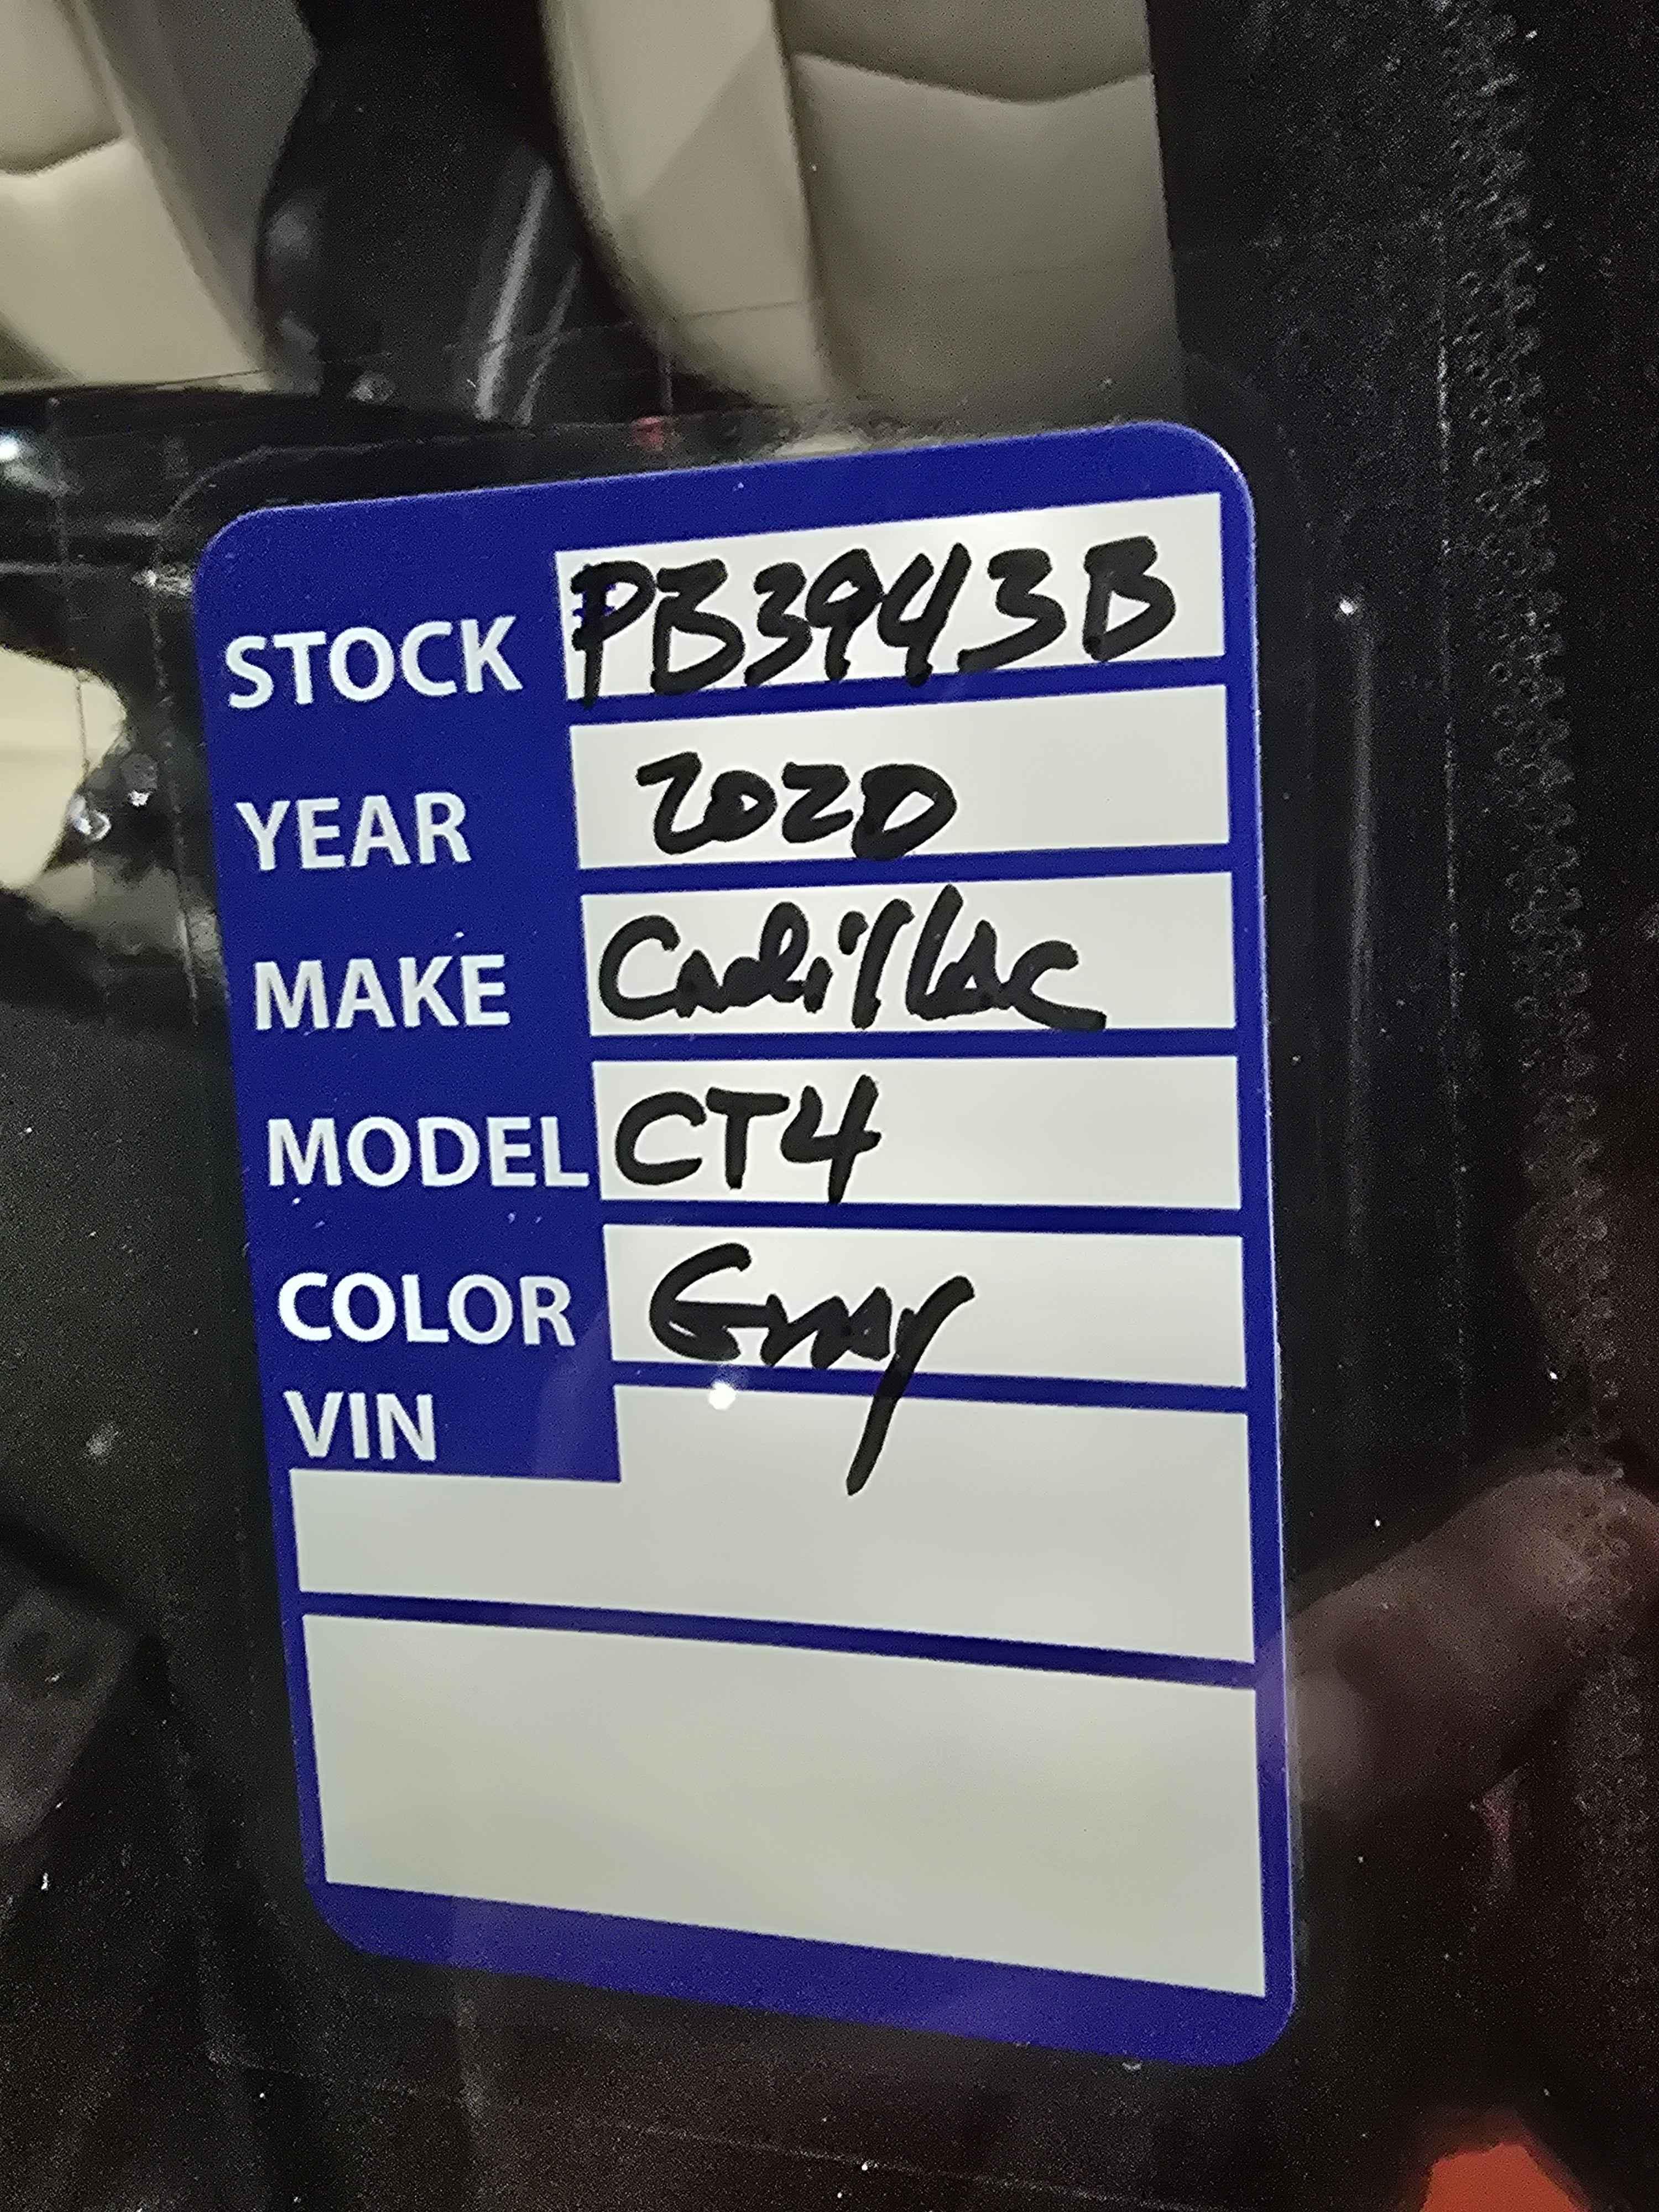 STOCK PB3943B
YEAR 2020
MAKE Cadillac
MODEL CT4
COLOR Gray
VIN